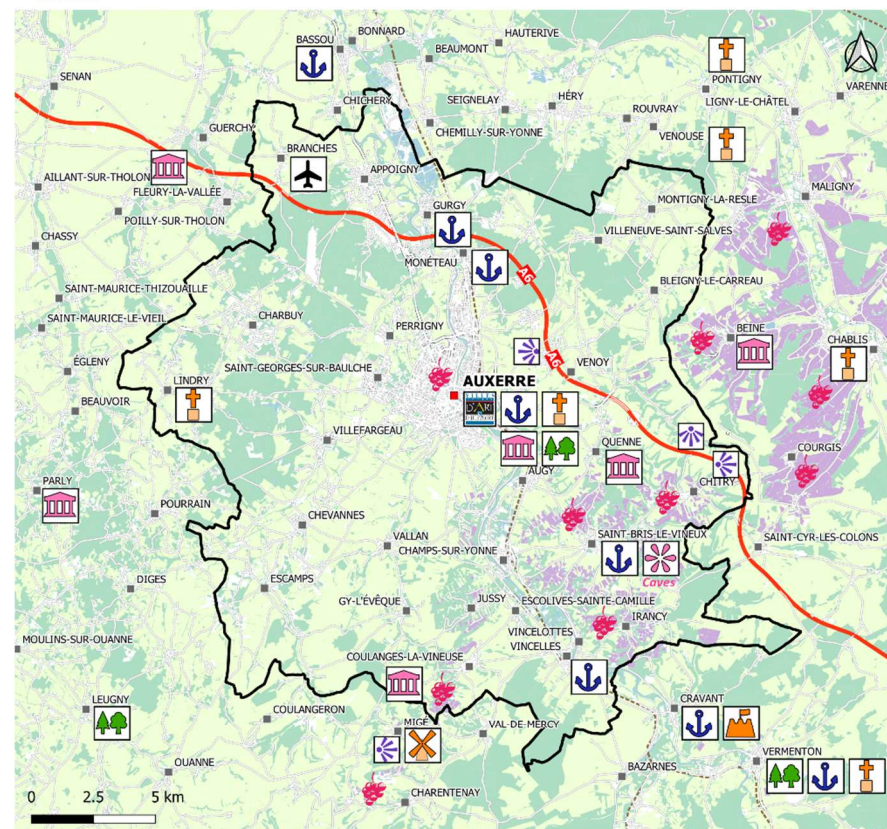 BONNARD
BASSOU
HAUTERIVE
BEAUMONT
N
SENAN
PONTIGNY
VARENNE
LIGNY-LE-CHÂTEL
CHICHERY
SEIGNELAY
HÉRY
ROUVRAY
GUERCHY
CHEMILLY-SUR-YONNE
VENOUSE
BRANCHES
APPOIGNY
AILLANT-SUR-THOLON
FLEURY-LA-VALLÉE
MALIGNY
POILLY-SUR-THOLON
GURGY
MONTIGNY-LA-RESLE
CHASSY
VILLENEUVE-SAINT-SALVES
MONÉTEAU
A6
SAINT-MAURICE-THIZOUAILLE
BLEIGNY-LE-CARREAU
SAINT-MAURICE-LE-VIEIL
CHARBUY
PERRIGNY
BEINE
CHABLIS
A6
VENOY
ÉGLENY
SAINT-GEORGES-SUR-BAULCHE
LINDRY
AUXERRE
BEAUVOIR
D'ART
VILLEFARGEAU
QUENNE
COURGIS
AUGY
PARLY
CHITRY
POURRAIN
CHEVANNES
VALLAN
SAINT-BRIS-LE-VINEUX
SAINT-CYR-LES-COLONS
CHAMPS-SUR-YONNE
Caves
DIGES
ESCAMPS
GY-L'ÉVÊQUE
JUSSY
ESCOLIVES-SAINTE-CAMILLE
IRANCY
MOULINS-SUR-OUANNE
VINCELOTTES
VINCELLES
COULANGES-LA-VINEUSE
LEUGNY
COULANGERON
CRAVANT
MIGÉ
VAL-DE-MERCY
VERMENTON
OUANNE
BAZARNES
CHARENTENAY
0 2.5 5 km